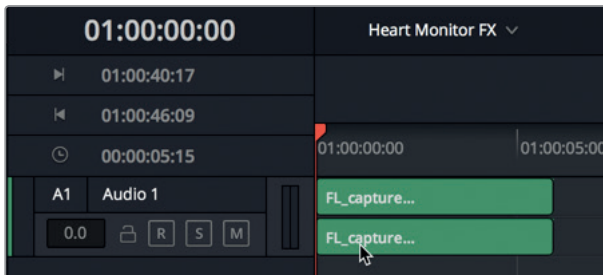 01:00:00:00
Heart Monitor FX
01:00:40:17
01:00:46:09
00:00:05:15
01:00:00:00 01:00:05:00
A1 Audio 1
FL_capture...
0.0 R S M
FL_capture...